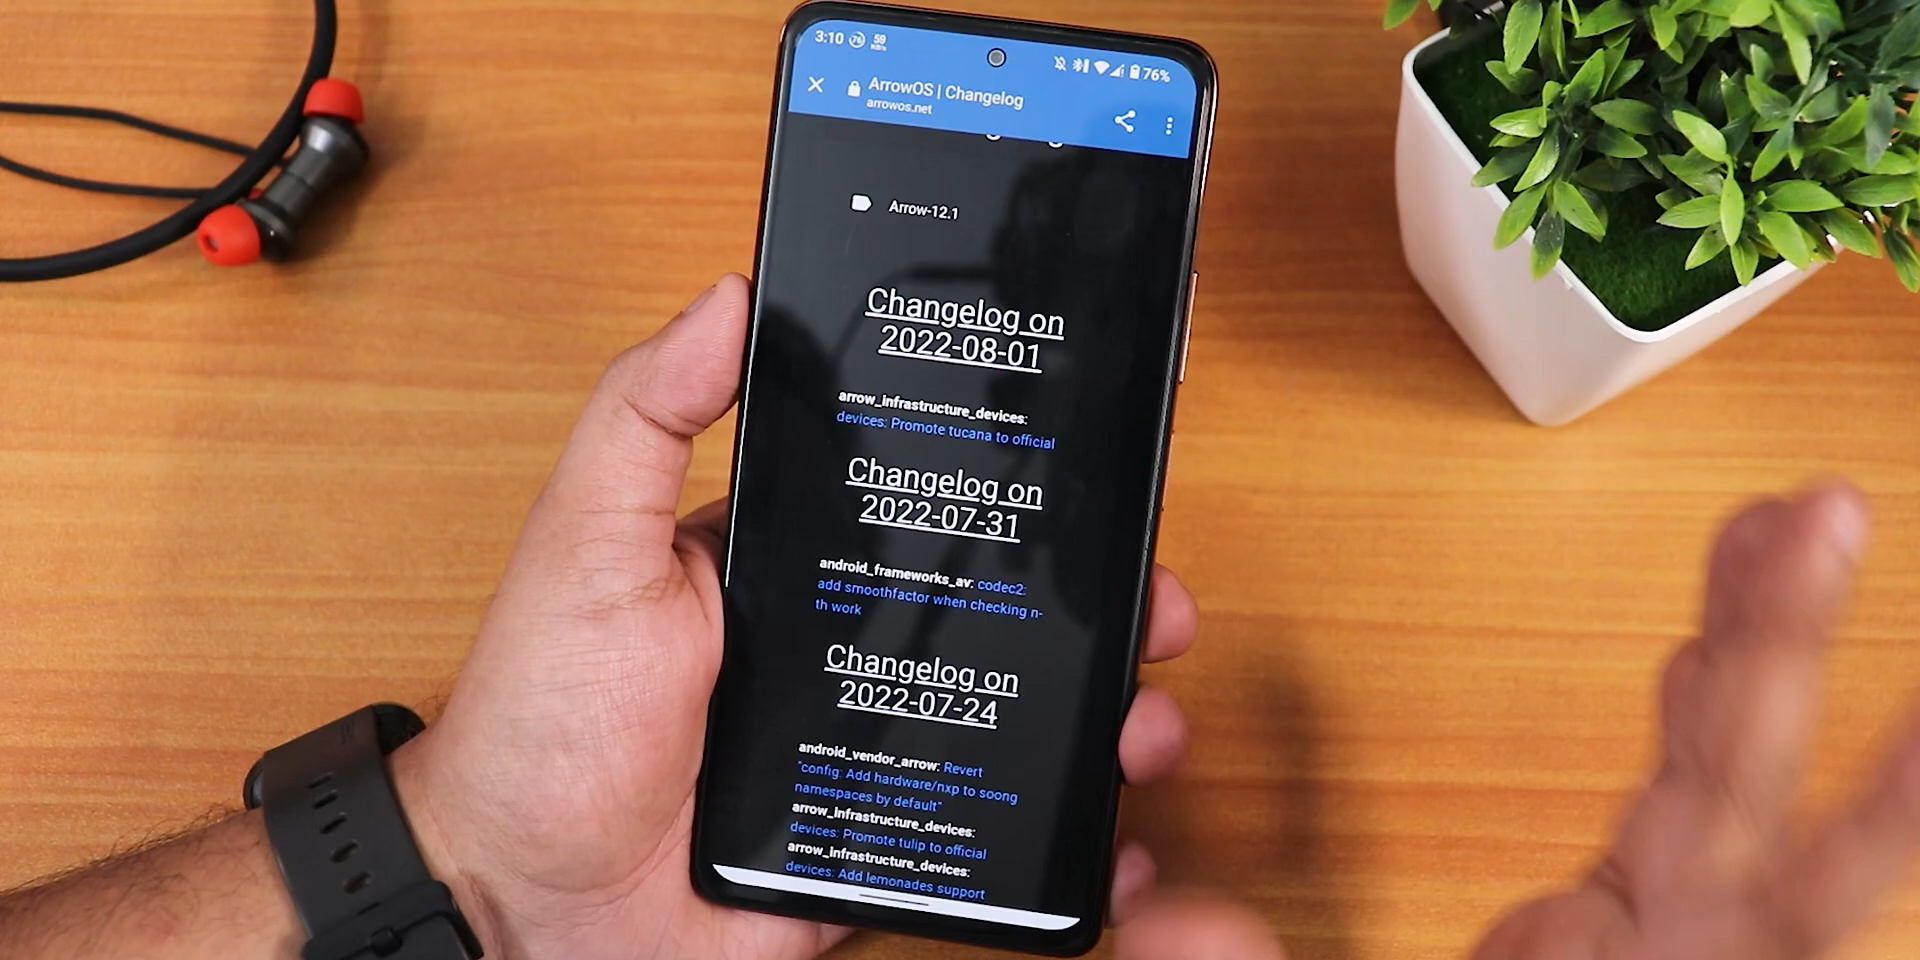 3:10 76 59 KB/s 76%
ArrowOS | Changelog
arrowos.net
Arrow-12.1
Changelog on
2022-08-01
arrow_infrastructure_devices:
devices: Promote tucana to official
Changelog on
2022-07-31
android_frameworks_av: codec2:
add smoothfactor when checking n-
th work
Changelog on
2022-07-24
android_vendor_arrow: Revert
"config: Add hardware/nxp to soong
namespaces by default"
arrow_infrastructure_devices:
devices: Promote tulip to official
arrow_infrastructure_devices:
devices: Add lemonades support